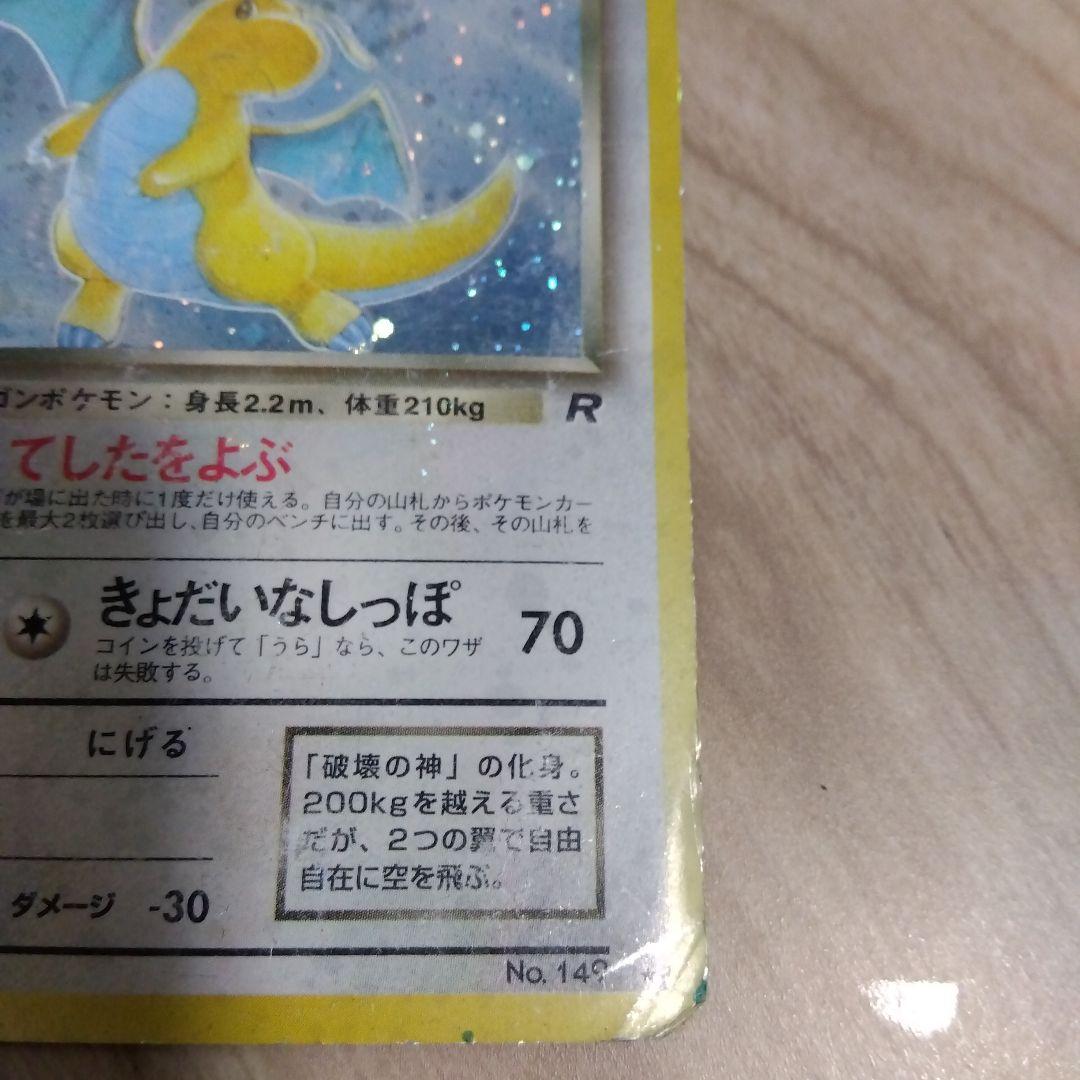 ゴンポケモン：身長2.2m、体重210kg R
てしたをよぶ
が場に出た時に1度だけ使える。自分の山札からポケモンカー
を最大2枚選び出し、自分のベンチに出す。その後、その山札を
きょだいなしっぽ 70
コインを投げて「うら」なら、このワザ
は失敗する。
にげる
「破壊の神」の化身。
200kgを越える重さ
だが、2つの翼で自由
自在に空を飛ぶ。
ダメージ -30
No. 149 ★